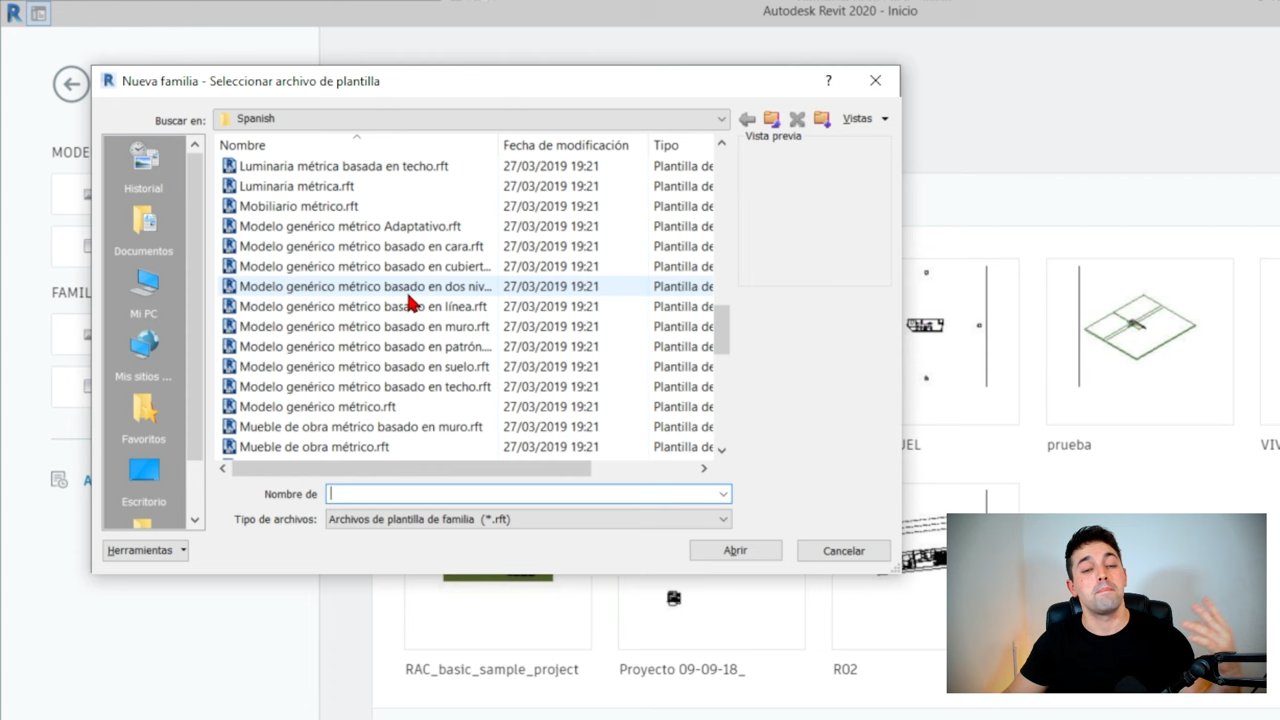 Autodesk Revit 2020 - Inicio
Nueva familia - Seleccionar archivo de plantilla
Buscar en:
Spanish
Vistas
Vista previa
Nombre
Fecha de modificación
Tipo
Luminaria métrica basada en techo.rft 27/03/2019 19:21 Plantilla de
Luminaria métrica.rft 27/03/2019 19:21 Plantilla de
Mobiliario métrico.rft 27/03/2019 19:21 Plantilla de
Modelo genérico métrico Adaptativo.rft 27/03/2019 19:21 Plantilla de
Modelo genérico métrico basado en cara.rft 27/03/2019 19:21 Plantilla de
Modelo genérico métrico basado en cubiert... 27/03/2019 19:21 Plantilla de
Modelo genérico métrico basado en dos niv... 27/03/2019 19:21 Plantilla de
Modelo genérico métrico basado en línea.rft 27/03/2019 19:21 Plantilla de
Modelo genérico métrico basado en muro.rft 27/03/2019 19:21 Plantilla de
Modelo genérico métrico basado en patrón.... 27/03/2019 19:21 Plantilla de
Modelo genérico métrico basado en suelo.rft 27/03/2019 19:21 Plantilla de
Modelo genérico métrico basado en techo.rft 27/03/2019 19:21 Plantilla de
Modelo genérico métrico.rft 27/03/2019 19:21 Plantilla de
Mueble de obra métrico basado en muro.rft 27/03/2019 19:21 Plantilla de
Mueble de obra métrico.rft 27/03/2019 19:21 Plantilla de
Historial
Documentos
Mi PC
Mis sitios ...
Favoritos
Escritorio
Nombre de
Tipo de archivos:
Archivos de plantilla de familia (*.rft)
Herramientas
Abrir
Cancelar
MODE
FAMIL
A
UEL
prueba
VIV
RAC_basic_sample_project
Proyecto 09-09-18_
R02